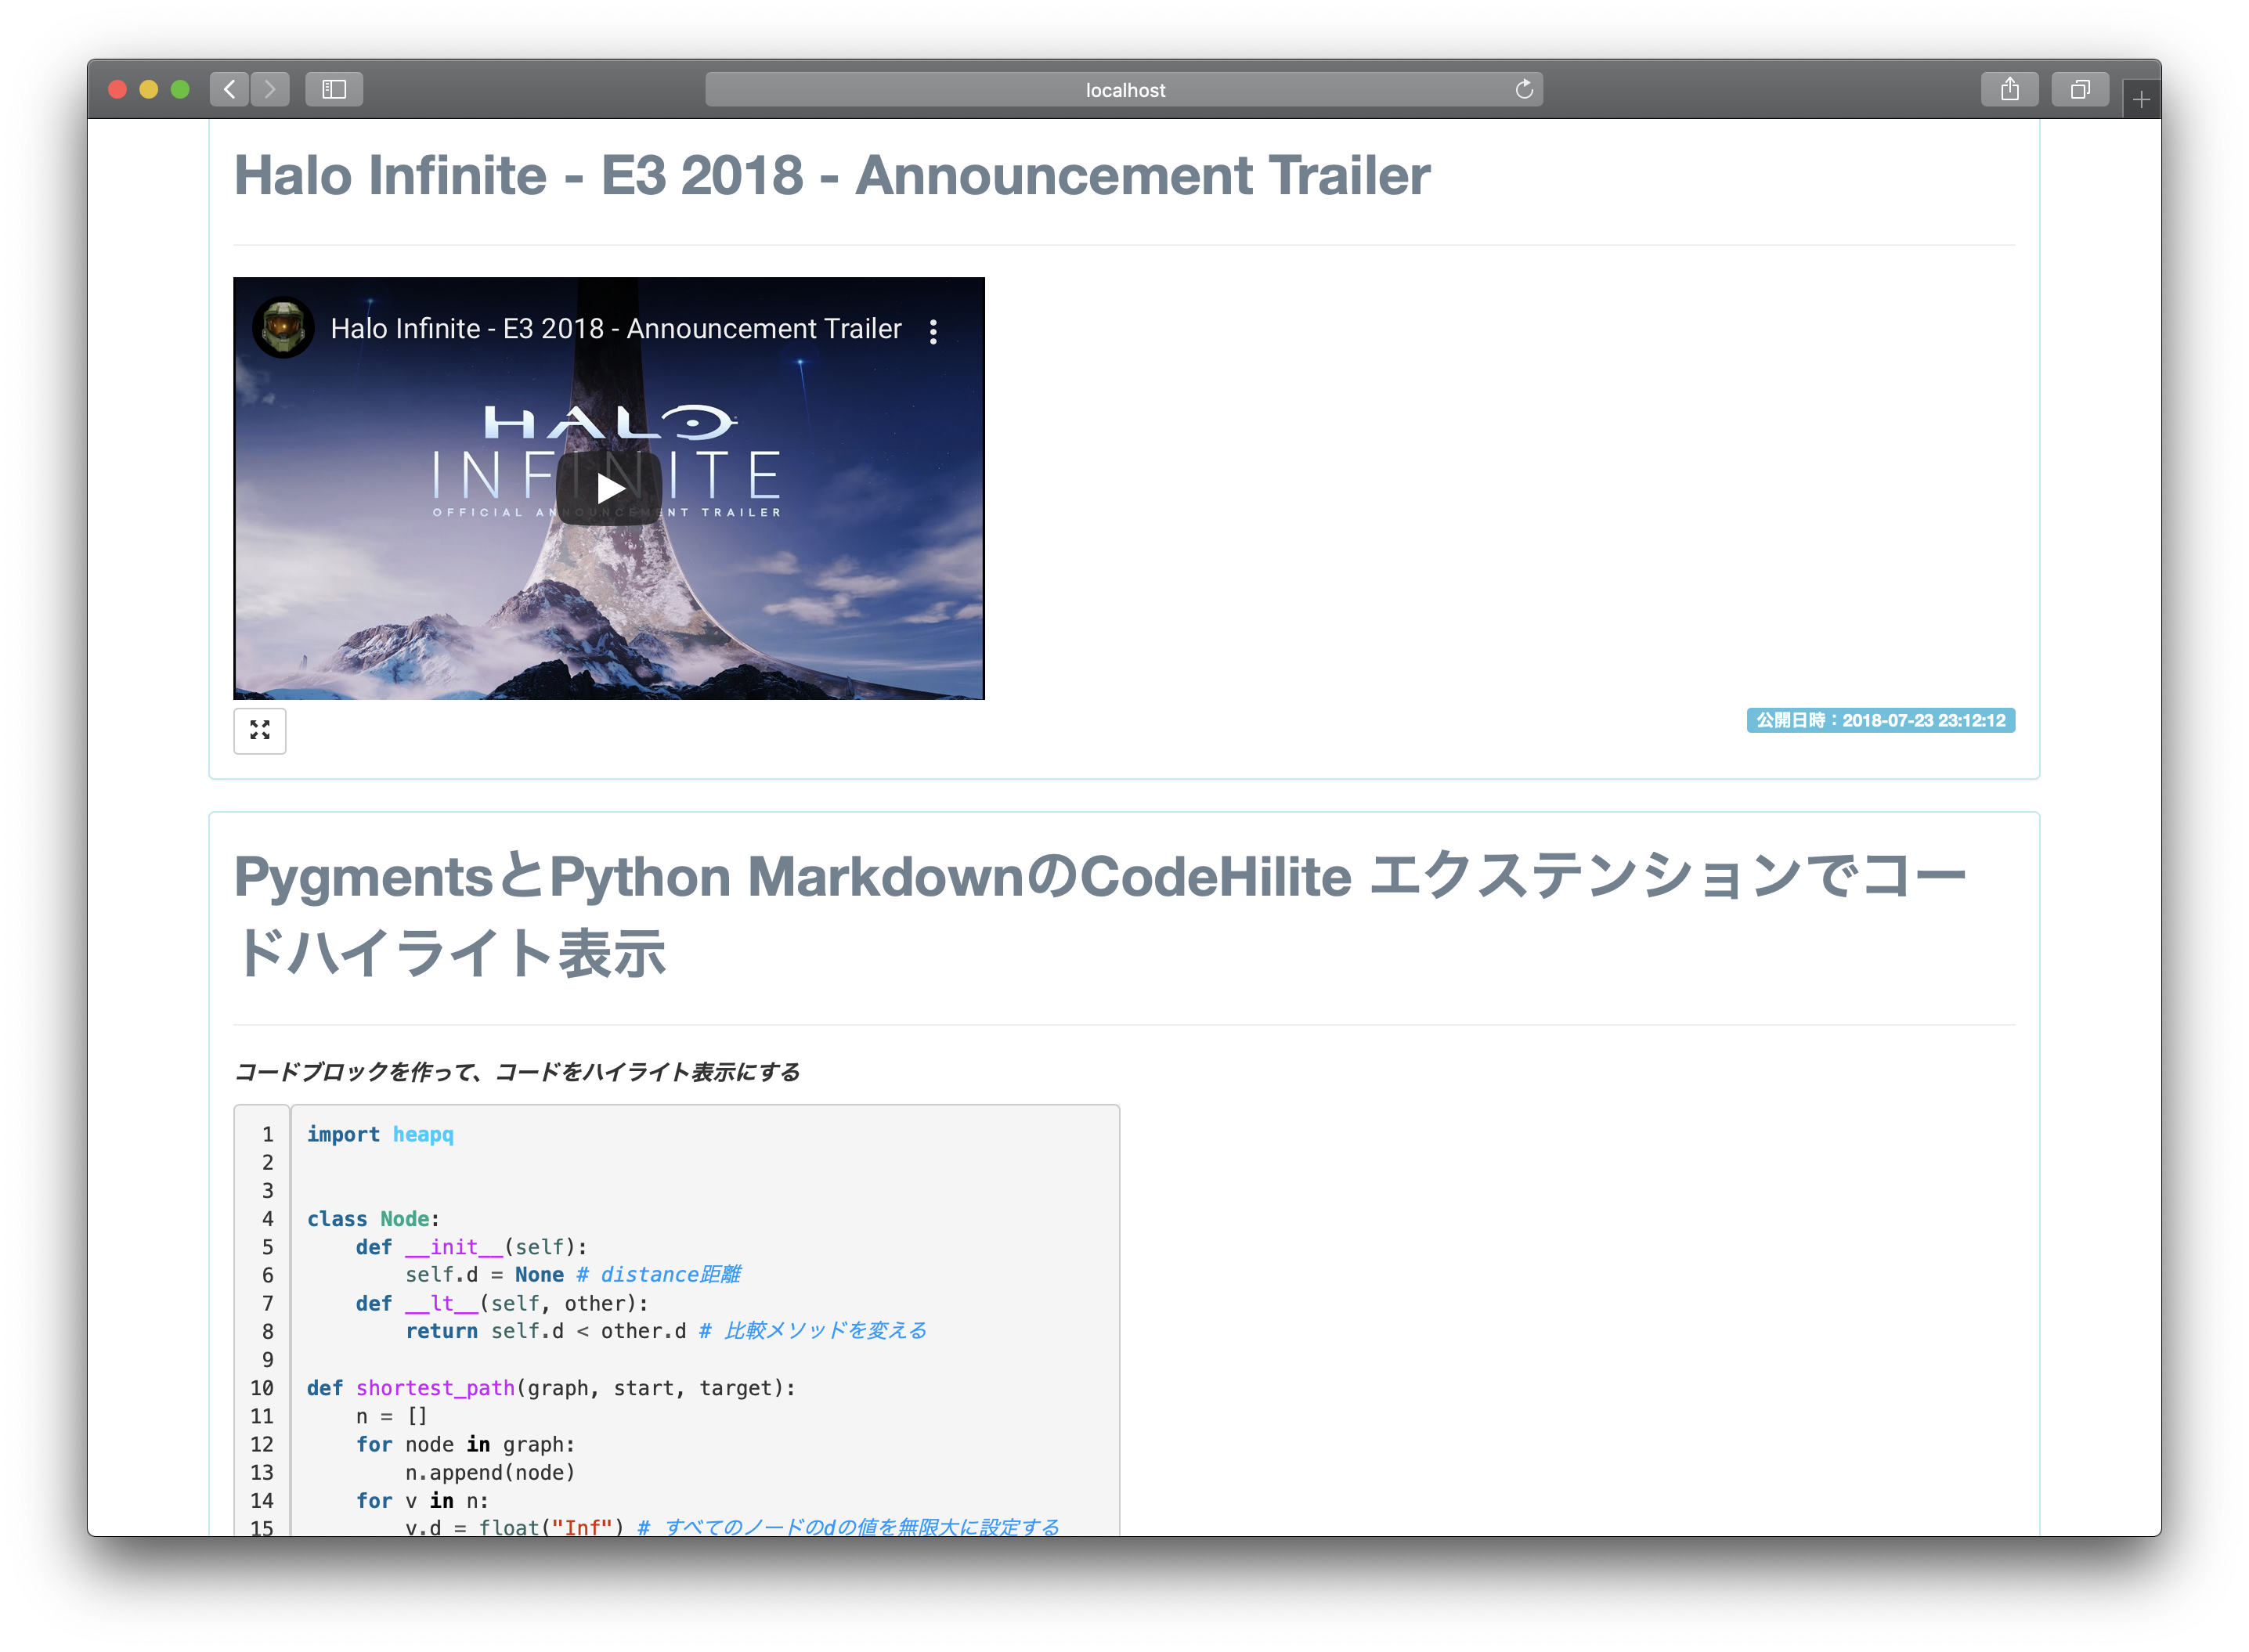 localhost
Halo Infinite - E3 2018 - Announcement Trailer
Halo Infinite - E3 2018 - Announcement Trailer
HALO
INFINITE
OFFICIAL ANNOUNCEMENT TRAILER
公開日時：2018-07-23 23:12:12
PygmentsとPython MarkdownのCodeHilite エクステンションでコー
ドハイライト表示
コードブロックを作って、コードをハイライト表示にする
1 import heapq
2
3
4 class Node:
5     def __init__(self):
6         self.d = None # distance距離
7     def __lt__(self, other):
8         return self.d < other.d # 比較メソッドを変える
9
10 def shortest_path(graph, start, target):
11     n = []
12     for node in graph:
13         n.append(node)
14     for v in n:
15         v.d = float("Inf") # すべてのノードのdの値を無限大に設定する